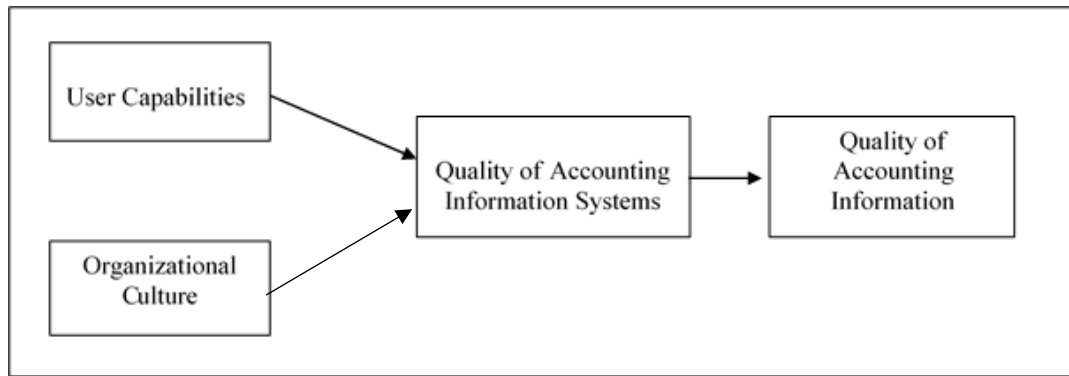 User Capabilities
Organizational
Culture
Quality of Accounting
Information Systems
Quality of
Accounting
Information